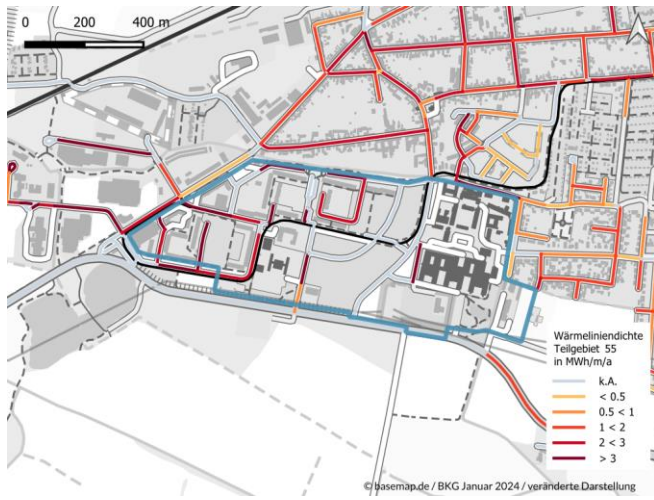 0 200 400 m
Wärmeliniendichte
Teilgebiet 55
in MWh/m/a
k.A.
< 0.5
0.5 < 1
1 < 2
2 < 3
> 3
© basemap.de / BKG Januar 2024 / veränderte Darstellung